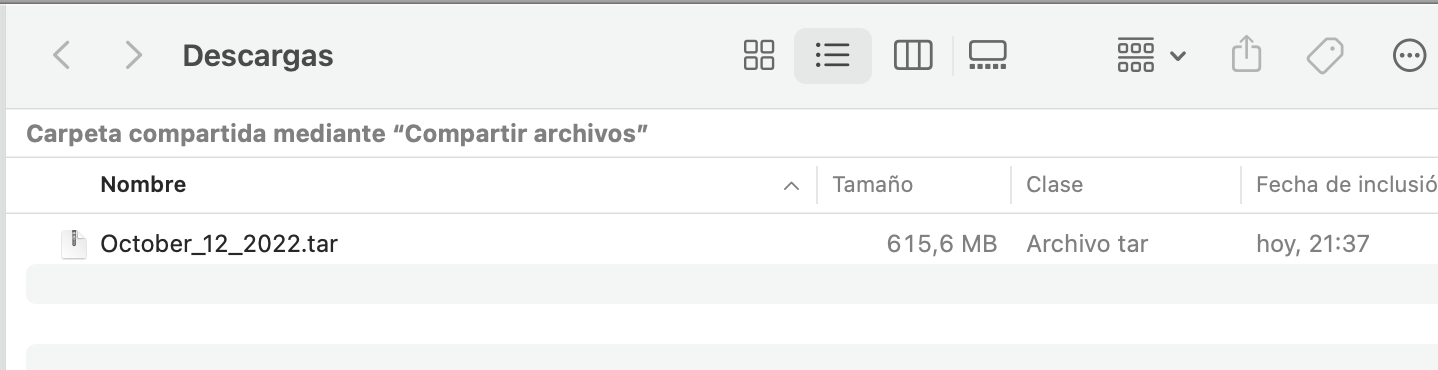 Descargas
Carpeta compartida mediante “Compartir archivos”
Nombre Tamaño Clase Fecha de inclusió
October_12_2022.tar 615,6 MB Archivo tar hoy, 21:37